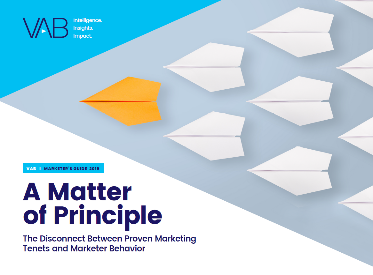 VAB
Intelligence.
Insights.
Impact.
VAB | MARKETER'S GUIDE
A Matter
of Principle
The Disconnect Between Proven Marketing
Tenets and Marketer Behavior